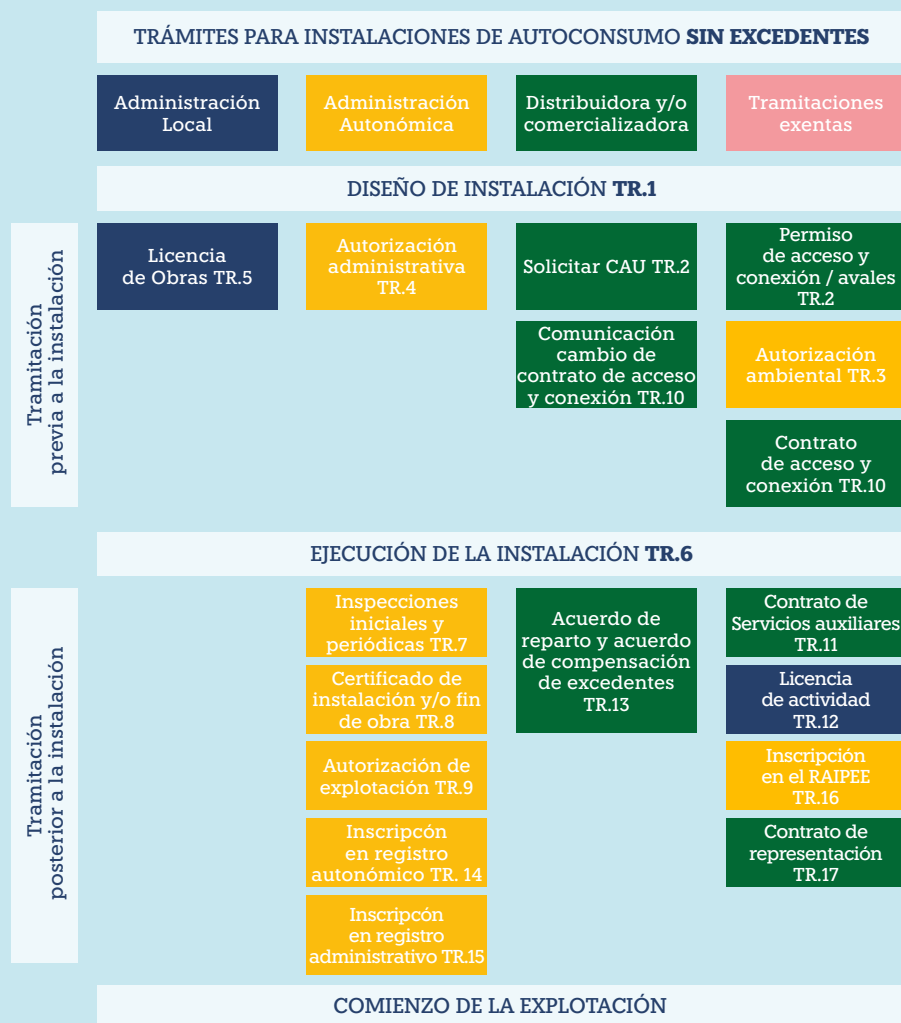 TRÁMITES PARA INSTALACIONES DE AUTOCONSUMO SIN EXCEDENTES
Administración
Local
Administración
Autonómica
Distribuidora y/o
comercializadora
Tramitaciones
exentas
DISEÑO DE INSTALACIÓN TR.1
Tramitación
previa a la instalación
Licencia
de Obras TR.5
Autorización
administrativa
TR.4
Solicitar CAU TR.2
Permiso
de acceso y
conexión / avales
TR.2
Comunicación
cambio de
contrato de acceso
y conexión TR.10
Autorización
ambiental TR.3
Contrato
de acceso y
conexión TR.10
EJECUCIÓN DE LA INSTALACIÓN TR.6
Tramitación
posterior a la instalación
Inspecciones
iniciales y
periódicas TR.7
Certificado de
instalación y/o fin
de obra TR.8
Autorización de
explotación TR.9
Inscripcón
en registro
autonómico TR. 14
Inscripcón
en registro
administrativo TR.15
Acuerdo de
reparto y acuerdo
de compensación
de excedentes
TR.13
Contrato de
Servicios auxiliares
TR.11
Licencia
de actividad
TR.12
Inscripción
en el RAIPEE
TR.16
Contrato de
representación
TR.17
COMIENZO DE LA EXPLOTACIÓN